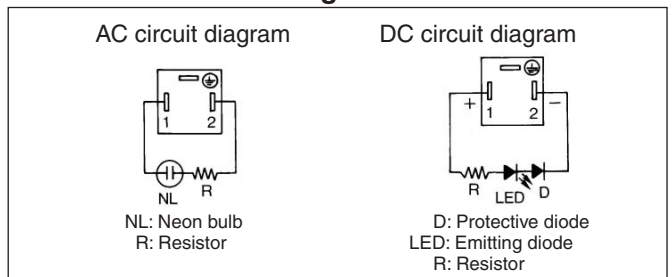 AC circuit diagram
1 2
NL R
NL: Neon bulb
R: Resistor
DC circuit diagram
+ −
1 2
R LED D
D: Protective diode
LED: Emitting diode
R: Resistor